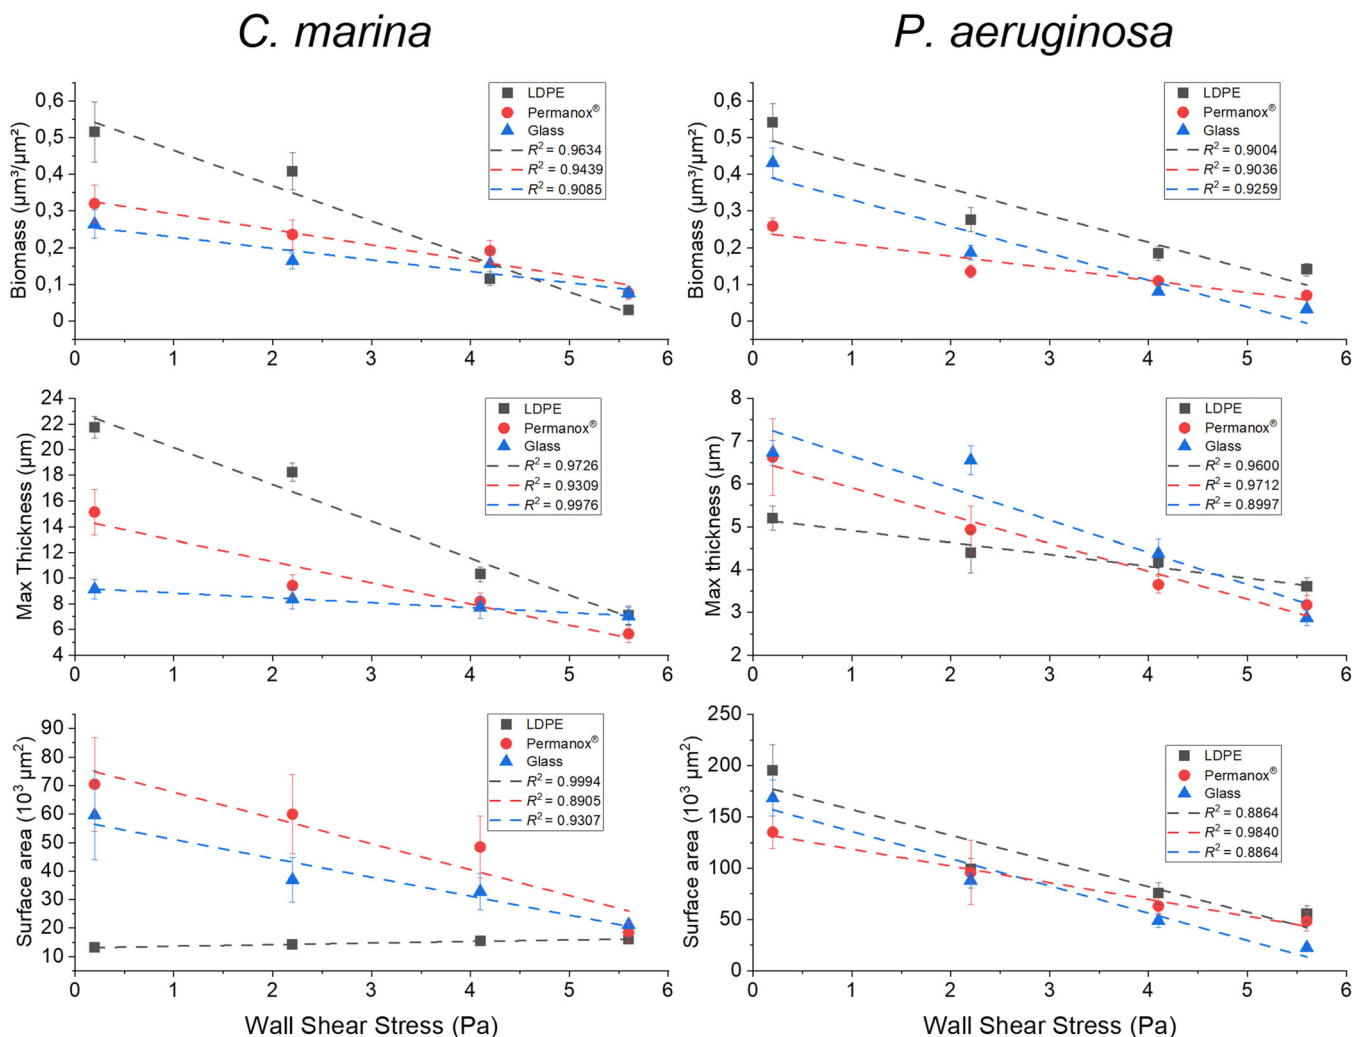 C. marina
P. aeruginosa
Biomass (µm³/µm²)
0,6
0,5
0,4
0,3
0,2
0,1
0
0 1 2 3 4 5 6
LDPE
Permanox®
Glass
R² = 0.9634
R² = 0.9439
R² = 0.9085
Biomass (µm³/µm²)
0,6
0,5
0,4
0,3
0,2
0,1
0
0 1 2 3 4 5 6
LDPE
Permanox®
Glass
R² = 0.9004
R² = 0.9036
R² = 0.9259
Max Thickness (µm)
24
22
20
18
16
14
12
10
8
6
4
0 1 2 3 4 5 6
LDPE
Permanox®
Glass
R² = 0.9726
R² = 0.9309
R² = 0.9976
Max thickness (µm)
8
7
6
5
4
3
2
0 1 2 3 4 5 6
LDPE
Permanox®
Glass
R² = 0.9600
R² = 0.9712
R² = 0.8997
Surface area (10³ µm²)
90
80
70
60
50
40
30
20
10
0 1 2 3 4 5 6
LDPE
Permanox®
Glass
R² = 0.9994
R² = 0.8905
R² = 0.9307
Wall Shear Stress (Pa)
Surface area (10³ µm²)
250
200
150
100
50
0
0 1 2 3 4 5 6
LDPE
Permanox®
Glass
R² = 0.8864
R² = 0.9840
R² = 0.8864
Wall Shear Stress (Pa)